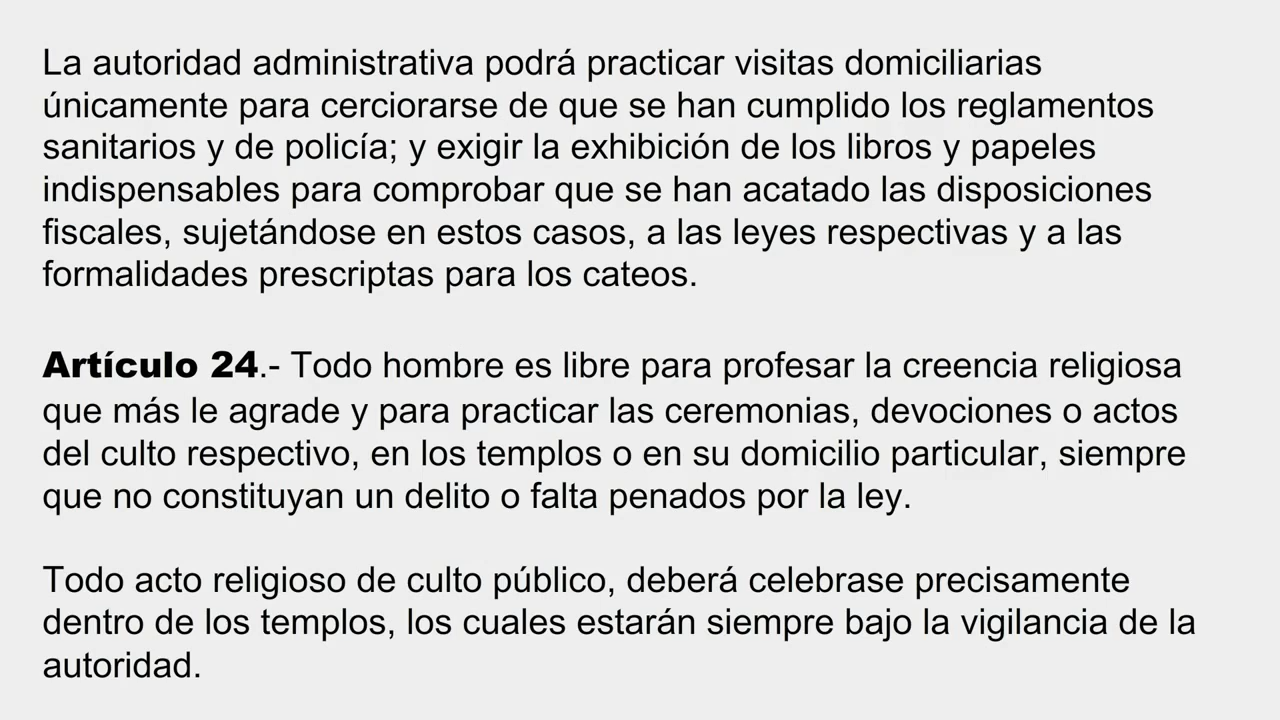 La autoridad administrativa podrá practicar visitas domiciliarias
únicamente para cerciorarse de que se han cumplido los reglamentos
sanitarios y de policía; y exigir la exhibición de los libros y papeles
indispensables para comprobar que se han acatado las disposiciones
fiscales, sujetándose en estos casos, a las leyes respectivas y a las
formalidades prescriptas para los cateos.
Artículo 24.- Todo hombre es libre para profesar la creencia religiosa
que más le agrade y para practicar las ceremonias, devociones o actos
del culto respectivo, en los templos o en su domicilio particular, siempre
que no constituyan un delito o falta penados por la ley.
Todo acto religioso de culto público, deberá celebrase precisamente
dentro de los templos, los cuales estarán siempre bajo la vigilancia de la
autoridad.